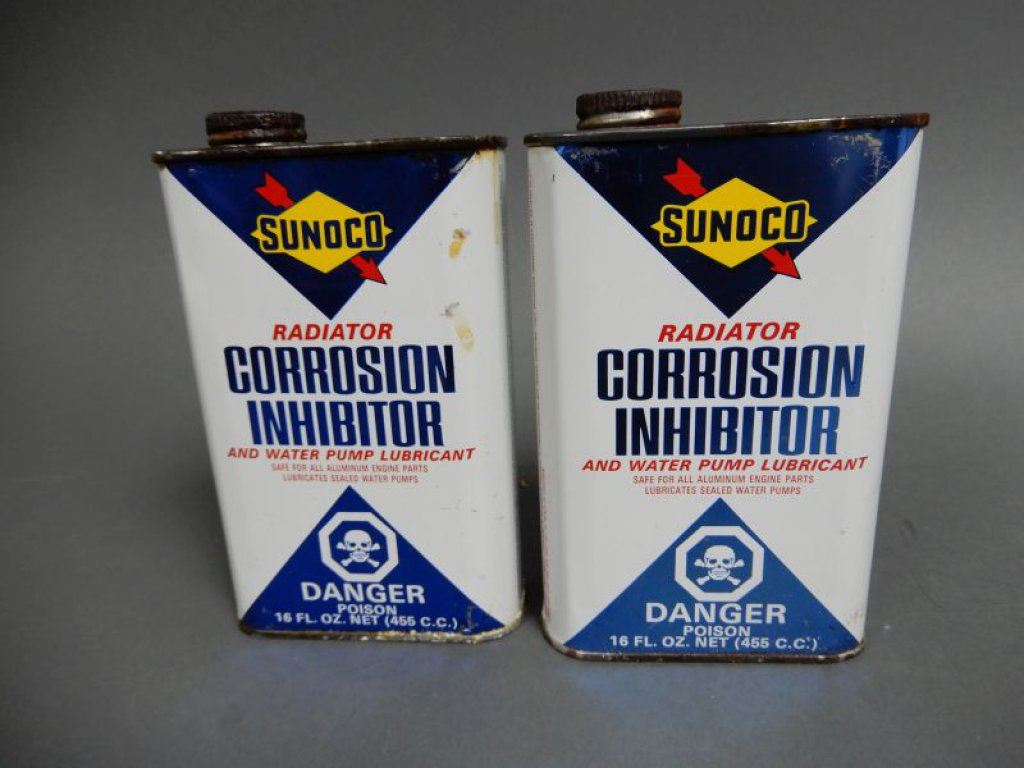 SUNOCO
RADIATOR
CORROSION
INHIBITOR
AND WATER PUMP LUBRICANT
SAFE FOR ALL ALUMINUM ENGINE PARTS
LUBRICATES SEALED WATER PUMPS
DANGER
POISON
16 FL. OZ. NET (455 C.C.)
SUNOCO
RADIATOR
CORROSION
INHIBITOR
AND WATER PUMP LUBRICANT
SAFE FOR ALL ALUMINUM ENGINE PARTS
LUBRICATES SEALED WATER PUMPS
DANGER
POISON
16 FL. OZ. NET (455 C.C.)